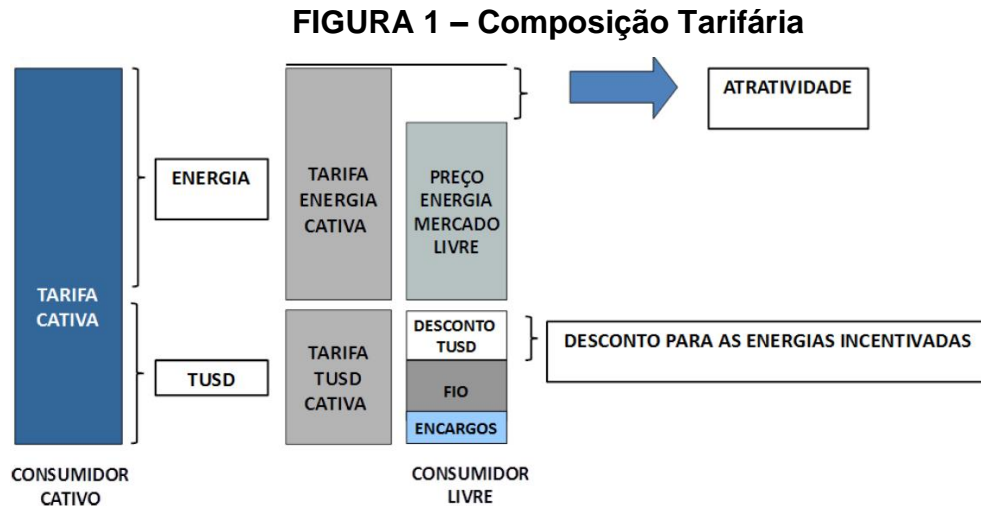 FIGURA 1 – Composição Tarifária
TARIFA
CATIVA
CONSUMIDOR
CATIVO
ENERGIA
TUSD
TARIFA
ENERGIA
CATIVA
TARIFA
TUSD
CATIVA
PREÇO
ENERGIA
MERCADO
LIVRE
DESCONTO
TUSD
FIO
ENCARGOS
CONSUMIDOR
LIVRE
ATRATIVIDADE
DESCONTO PARA AS ENERGIAS INCENTIVADAS